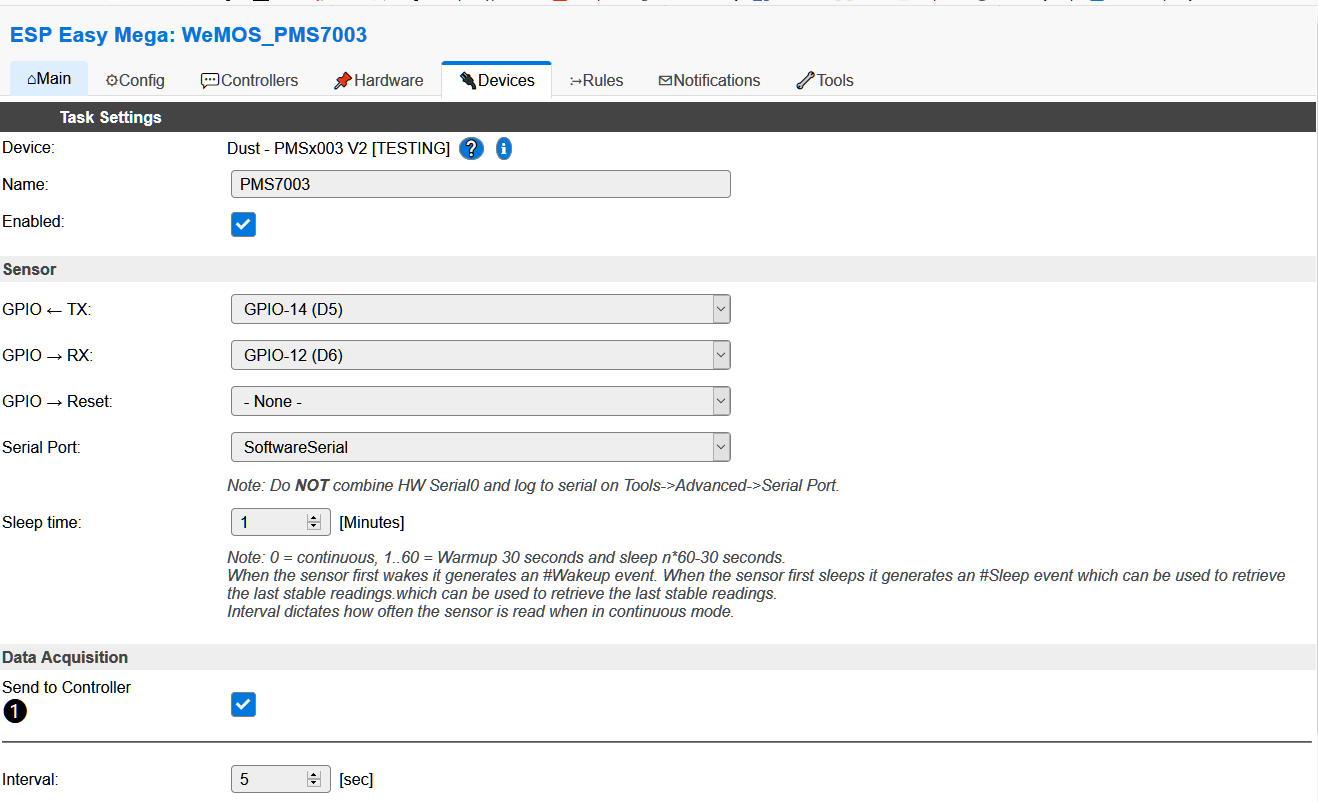 ESP Easy Mega: WeMOS_PMS7003
⌂Main ⚙Config 💬Controllers 📌Hardware 🔌Devices Rules ✉Notifications 🔧Tools
Task Settings
Device: Dust - PMSx003 V2 [TESTING] ? i
Name: PMS7003
Enabled:
Sensor
GPIO ← TX: GPIO-14 (D5)
GPIO → RX: GPIO-12 (D6)
GPIO → Reset: - None -
Serial Port: SoftwareSerial
Note: Do NOT combine HW Serial0 and log to serial on Tools->Advanced->Serial Port.
Sleep time: 1 [Minutes]
Note: 0 = continuous, 1..60 = Warmup 30 seconds and sleep n*60-30 seconds.
When the sensor first wakes it generates an #Wakeup event. When the sensor first sleeps it generates an #Sleep event which can be used to retrieve
the last stable readings.which can be used to retrieve the last stable readings.
Interval dictates how often the sensor is read when in continuous mode.
Data Acquisition
Send to Controller
1
Interval: 5 [sec]